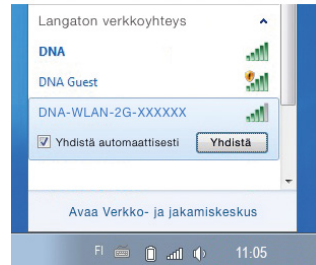 Langaton verkkoyhteys
DNA
DNA Guest
DNA-WLAN-2G-XXXXXX
Yhdistä automaattisesti Yhdistä
Avaa Verkko- ja jakamiskeskus
FI 11:05